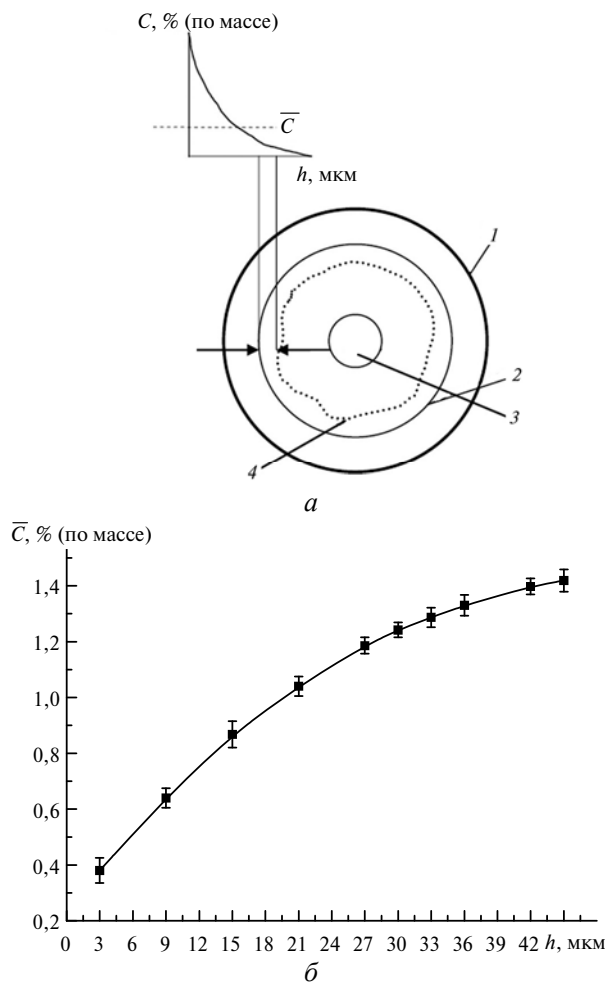 C, % (по массе)
C̅
h, мкм
1
2
3
4
а
C̅, % (по массе)
1,4
1,2
1,0
0,8
0,6
0,4
0,2
0 3 6 9 12 15 18 21 24 27 30 33 36 39 42 h, мкм
б